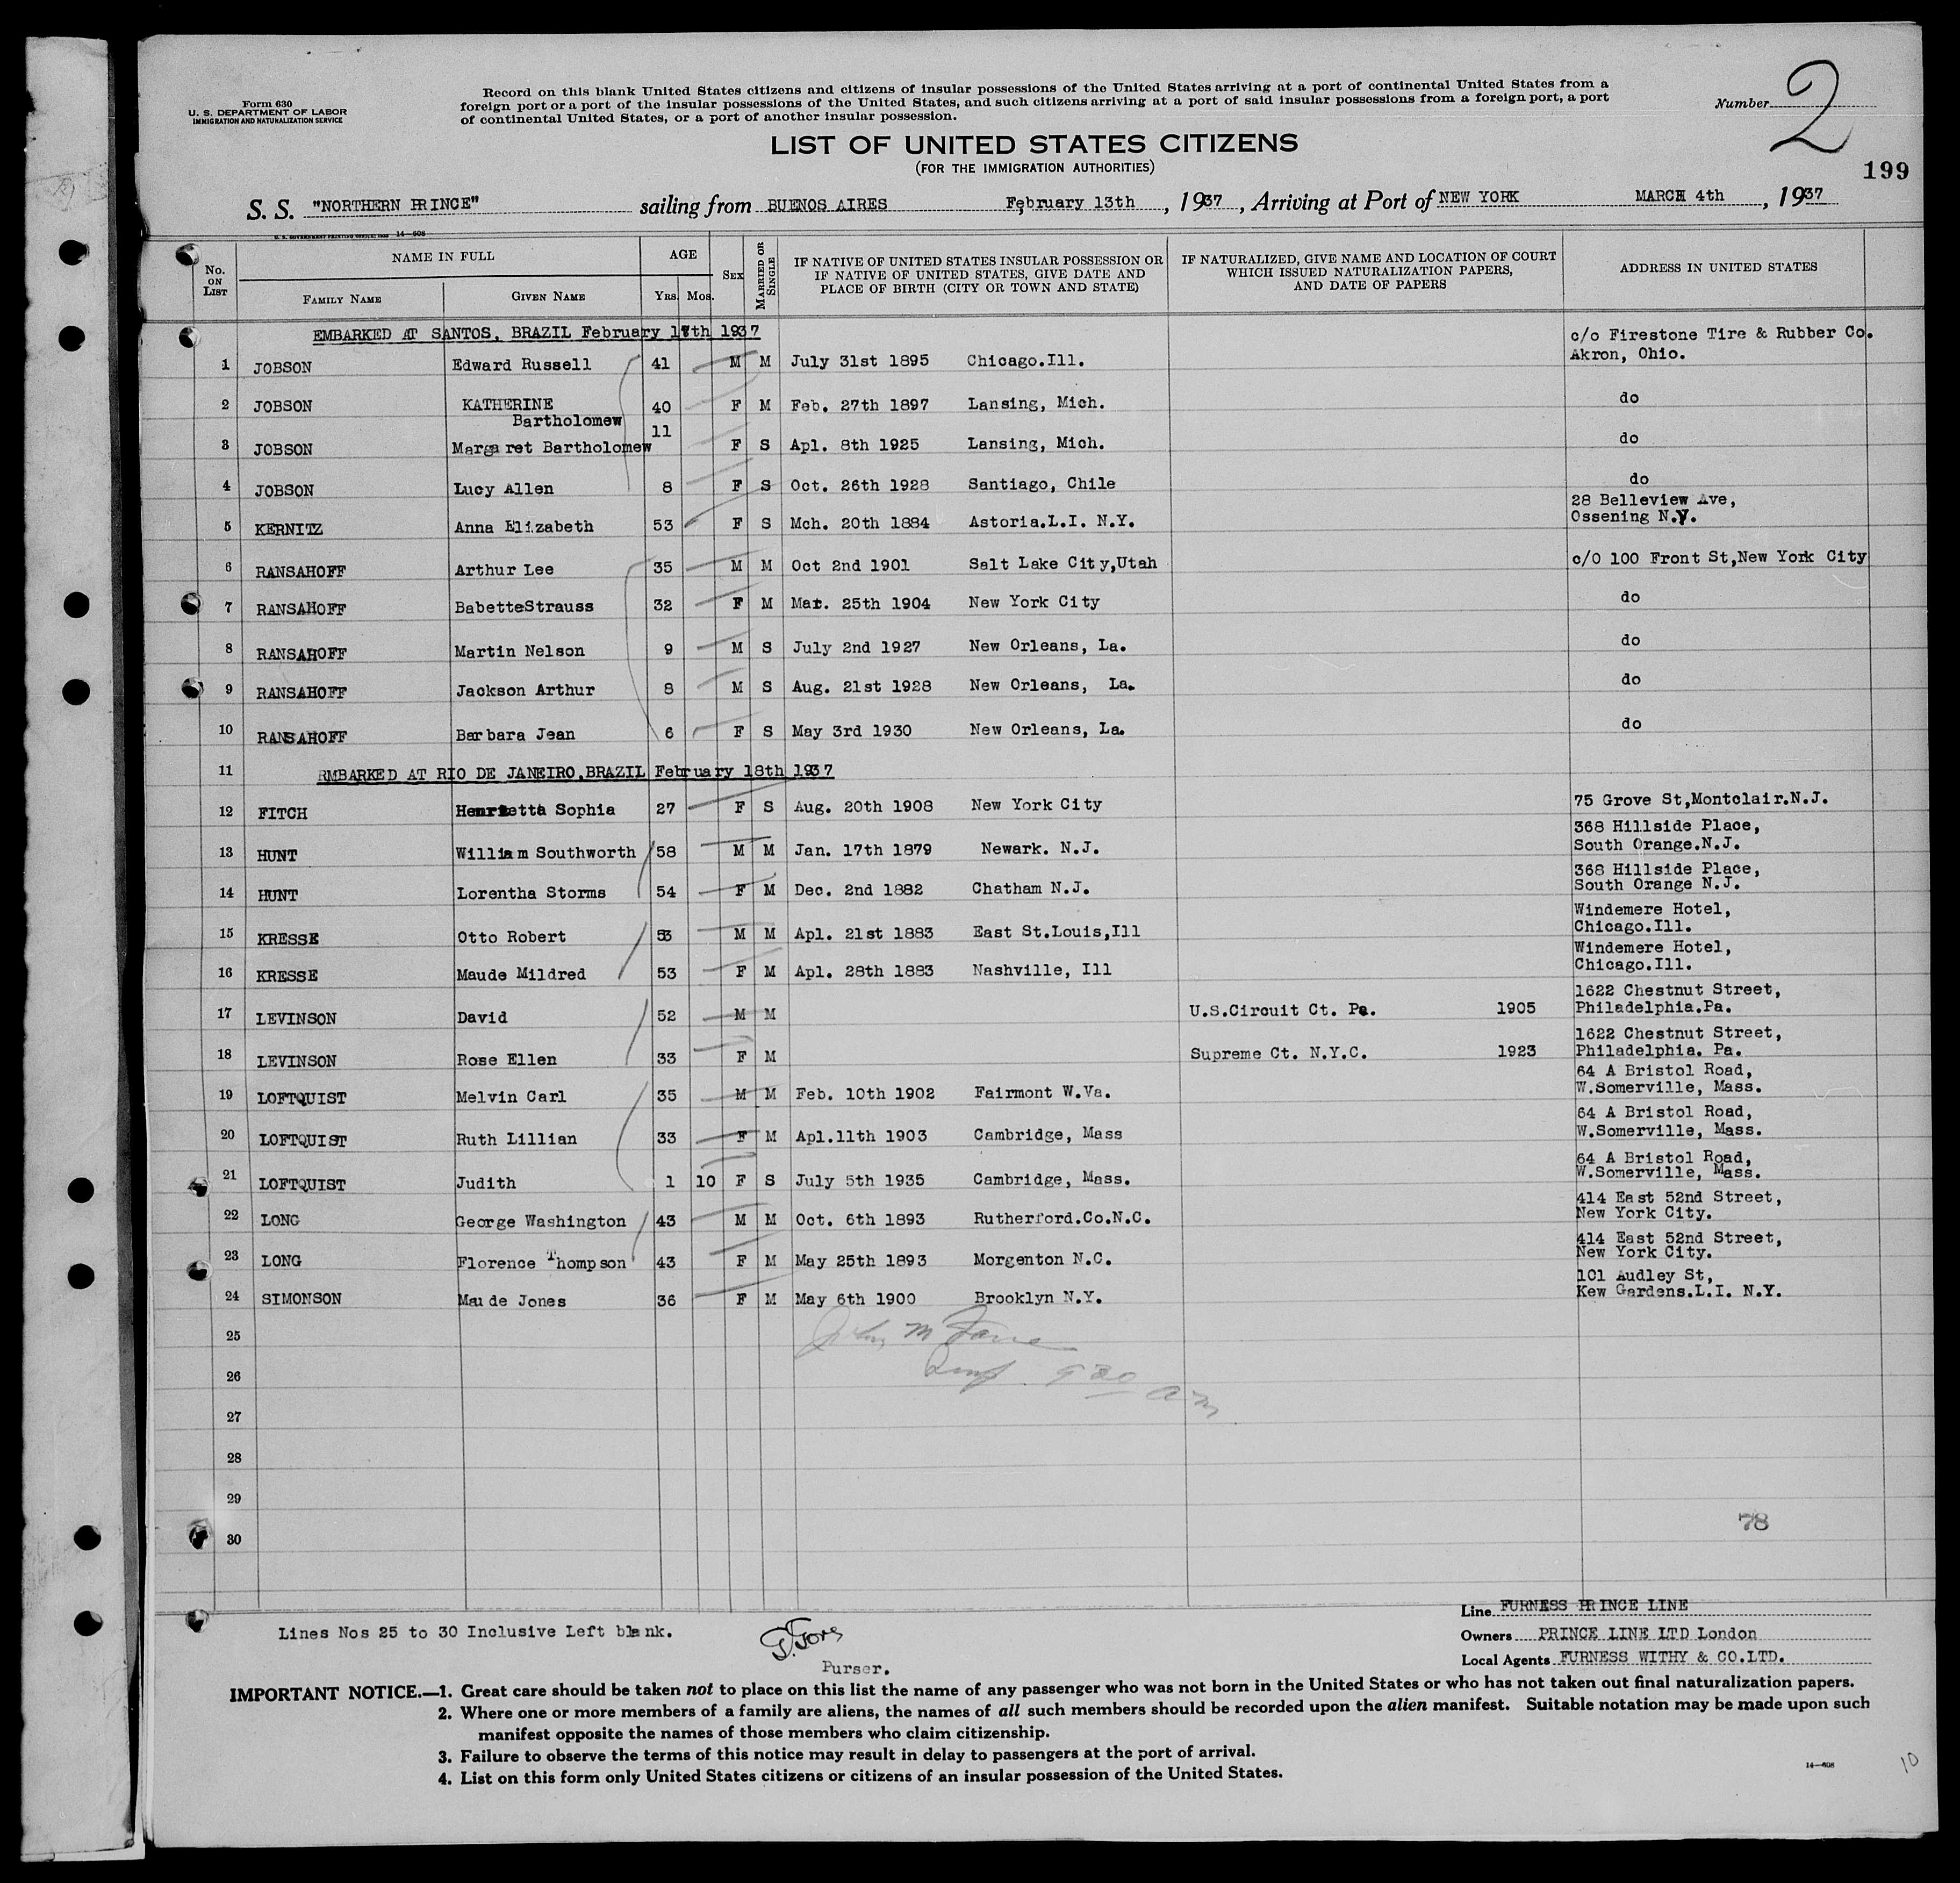 Form 630
U. S. DEPARTMENT OF LABOR
IMMIGRATION AND NATURALIZATION SERVICE
Record on this blank United States citizens and citizens of insular possessions of the United States arriving at a port of continental United States from a
foreign port or a port of the insular possessions of the United States, and such citizens arriving at a port of said insular possessions from a foreign port, a port
of continental United States, or a port of another insular possession.
Number 2
LIST OF UNITED STATES CITIZENS
(FOR THE IMMIGRATION AUTHORITIES)
199
S. S. "NORTHERN PRINCE" sailing from BUENOS AIRES February 13th , 1937 , Arriving at Port of NEW YORK MARCH 4th , 1937
U. S. GOVERNMENT PRINTING OFFICE: 14—608
No. ON LIST NAME IN FULL FAMILY NAME GIVEN NAME AGE YRS. MOS. SEX MARRIED OR SINGLE IF NATIVE OF UNITED STATES INSULAR POSSESSION OR IF NATIVE OF UNITED STATES, GIVE DATE AND PLACE OF BIRTH (CITY OR TOWN AND STATE) IF NATURALIZED, GIVE NAME AND LOCATION OF COURT WHICH ISSUED NATURALIZATION PAPERS, AND DATE OF PAPERS ADDRESS IN UNITED STATES
EMBARKED AT SANTOS, BRAZIL February 17th 1937
1 JOBSON Edward Russell 41 M M July 31st 1895 Chicago.Ill. c/o Firestone Tire & Rubber Co. Akron, Ohio.
2 JOBSON KATHERINE Bartholomew 40 F M Feb. 27th 1897 Lansing, Mich. do
3 JOBSON Margaret Bartholomew 11 F S Apl. 8th 1925 Lansing, Mich. do
4 JOBSON Lucy Allen 8 F S Oct. 26th 1928 Santiago, Chile do
5 KERNITZ Anna Elizabeth 53 F S Mch. 20th 1884 Astoria.L.I. N.Y. 28 Belleview Ave, Ossening N.Y.
6 RANSAHOFF Arthur Lee 35 M M Oct 2nd 1901 Salt Lake City,Utah c/O 100 Front St,New York City
7 RANSAHOFF BabetteStrauss 32 F M Mar. 25th 1904 New York City do
8 RANSAHOFF Martin Nelson 9 M S July 2nd 1927 New Orleans, La. do
9 RANSAHOFF Jackson Arthur 8 M S Aug. 21st 1928 New Orleans, La. do
10 RANSAHOFF Barbara Jean 6 F S May 3rd 1930 New Orleans, La. do
11 RMBARKED AT RIO DE JANEIRO.BRAZIL February 18th 1937
12 FITCH Henrietta Sophia 27 F S Aug. 20th 1908 New York City 75 Grove St,Montclair.N.J.
13 HUNT William Southworth 58 M M Jan. 17th 1879 Newark. N.J. 368 Hillside Place, South Orange.N.J.
14 HUNT Lorentha Storms 54 F M Dec. 2nd 1882 Chatham N.J. 368 Hillside Place, South Orange N.J.
15 KRESSE Otto Robert 53 M M Apl. 21st 1883 East St.Louis,Ill Windemere Hotel, Chicago.Ill.
16 KRESSE Maude Mildred 53 F M Apl. 28th 1883 Nashville, Ill Windemere Hotel, Chicago.Ill.
17 LEVINSON David 52 M M U.S.Circuit Ct. Pa. 1905 1622 Chestnut Street, Philadelphia.Pa.
18 LEVINSON Rose Ellen 33 F M Supreme Ct. N.Y.C. 1923 1622 Chestnut Street, Philadelphia. Pa.
19 LOFTQUIST Melvin Carl 35 M M Feb. 10th 1902 Fairmont W.Va. 64 A Bristol Road, W.Somerville, Mass.
20 LOFTQUIST Ruth Lillian 33 F M Apl.11th 1903 Cambridge, Mass 64 A Bristol Road, W.Somerville, Mass.
21 LOFTQUIST Judith 1 10 F S July 5th 1935 Cambridge, Mass. 64 A Bristol Road, W.Somerville, Mass.
22 LONG George Washington 43 M M Oct. 6th 1893 Rutherford.Co.N.C. 414 East 52nd Street, New York City.
23 LONG Florence Thompson 43 F M May 25th 1893 Morgenton N.C. 414 East 52nd Street, New York City.
24 SIMONSON Maude Jones 36 F M May 6th 1900 Brooklyn N.Y. 101 Audley St, Kew Gardens.L.I. N.Y.
25 John M
26 930 am
27
28
29
30 78
Line FURNESS PRINCE LINE
Lines Nos 25 to 30 Inclusive Left blank.
Owners PRINCE LINE LTD London
Purser.
Local Agents FURNESS WITHY & CO.LTD.
IMPORTANT NOTICE.—1. Great care should be taken not to place on this list the name of any passenger who was not born in the United States or who has not taken out final naturalization papers.
2. Where one or more members of a family are aliens, the names of all such members should be recorded upon the alien manifest. Suitable notation may be made upon such
manifest opposite the names of those members who claim citizenship.
3. Failure to observe the terms of this notice may result in delay to passengers at the port of arrival.
4. List on this form only United States citizens or citizens of an insular possession of the United States.
14—608
10